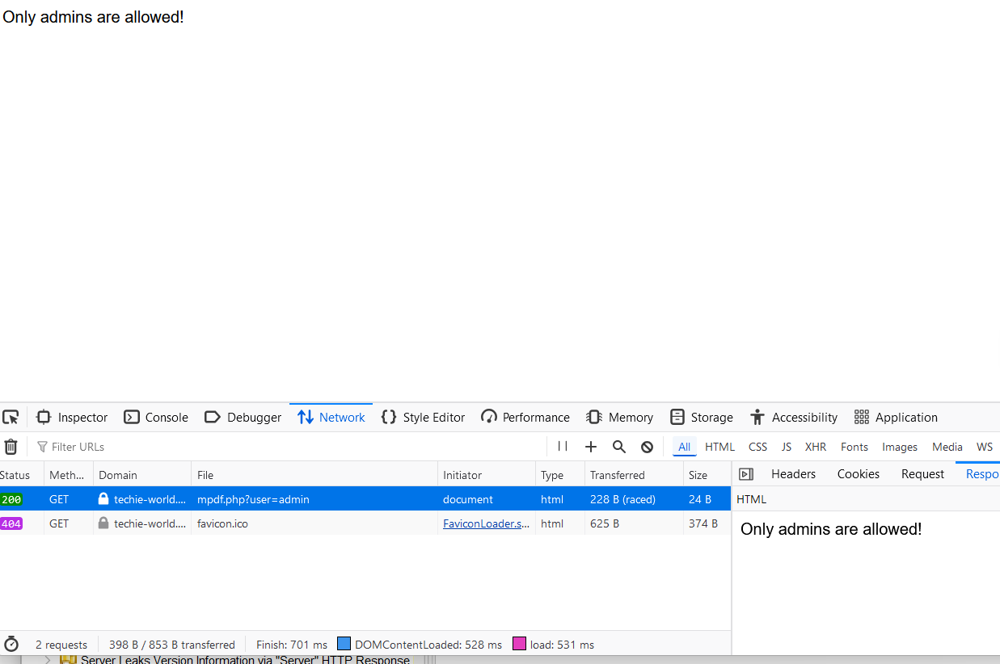 Only admins are allowed!
Inspector Console Debugger Network Style Editor Performance Memory Storage Accessibility Application
Filter URLs All HTML CSS JS XHR Fonts Images Media WS
Status Meth... Domain File Initiator Type Transferred Size Headers Cookies Request Respo
200 GET techie-world.... mpdf.php?user=admin document html 228 B (raced) 24 B HTML
404 GET techie-world.... favicon.ico FaviconLoader.s... html 625 B 374 B
Only admins are allowed!
2 requests 398 B / 853 B transferred Finish: 701 ms DOMContentLoaded: 528 ms load: 531 ms
Server Leaks Version Information via "Server" HTTP Response